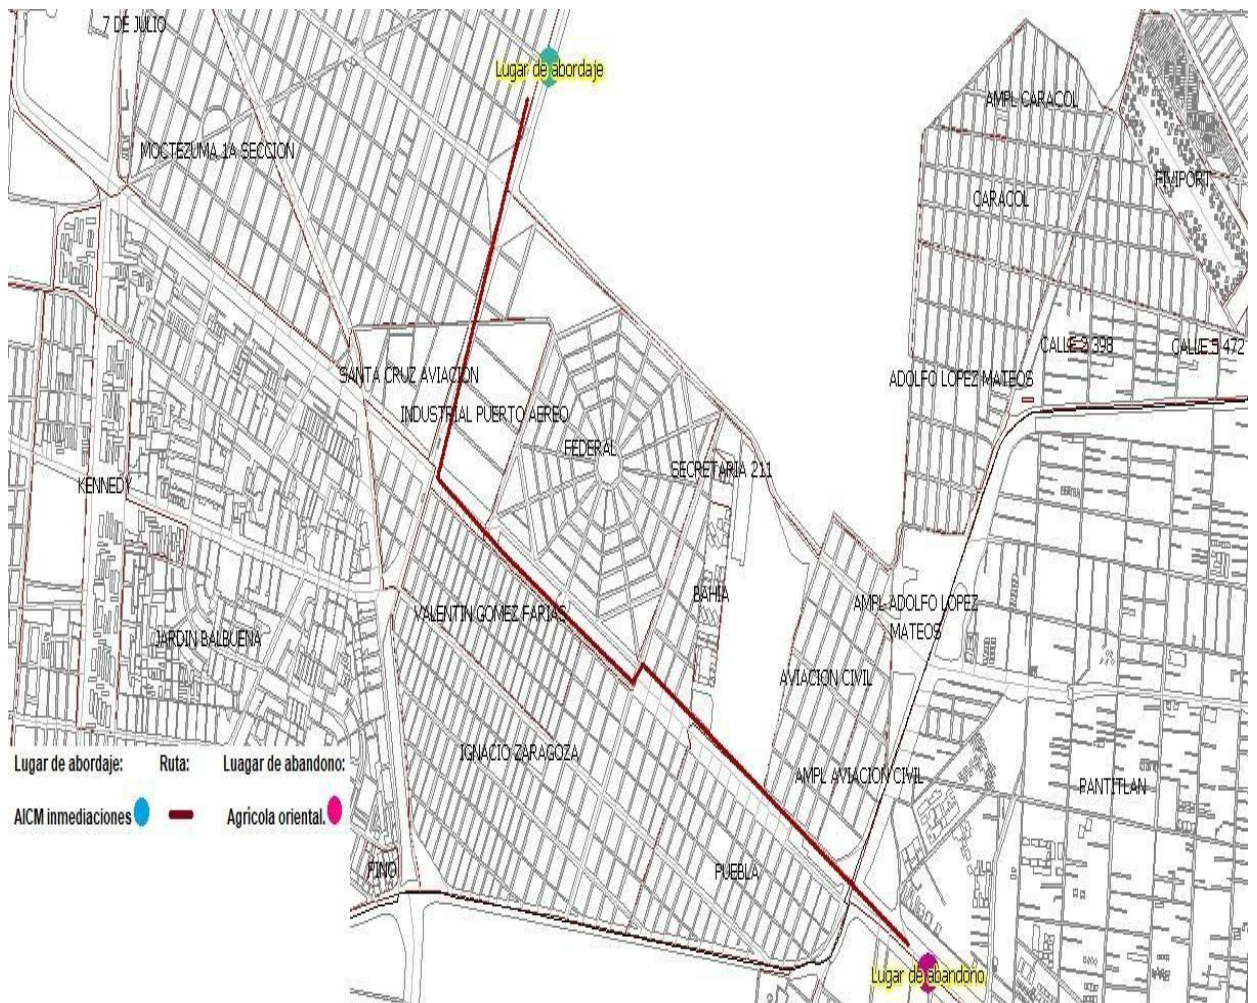 7 DE JULIO
Lugar de abordaje
AMPL CARACOL
MOCTEZUMA 1A SECCION
FIVIPORT
CARACOL
CALLE 2 398
CALLE 5 472
SANTA CRUZ AVIACION
ADOLFO LOPEZ MATEOS
INDUSTRIAL PUERTO AEREO
FEDERAL
SECRETARIA 211
KENNEDY
BAHIA
VALENTIN GOMEZ FARIAS
AMPL ADOLFO LOPEZ
MATEOS
JARDIN BALBUENA
AVIACION CIVIL
IGNACIO ZARAGOZA
AMPL AVIACION CIVIL
PANTITLAN
Lugar de abordaje: Ruta: Luagar de abandono:
AICM inmediaciones Agrícola oriental.
PINO
PUEBLA
Lugar de abandono